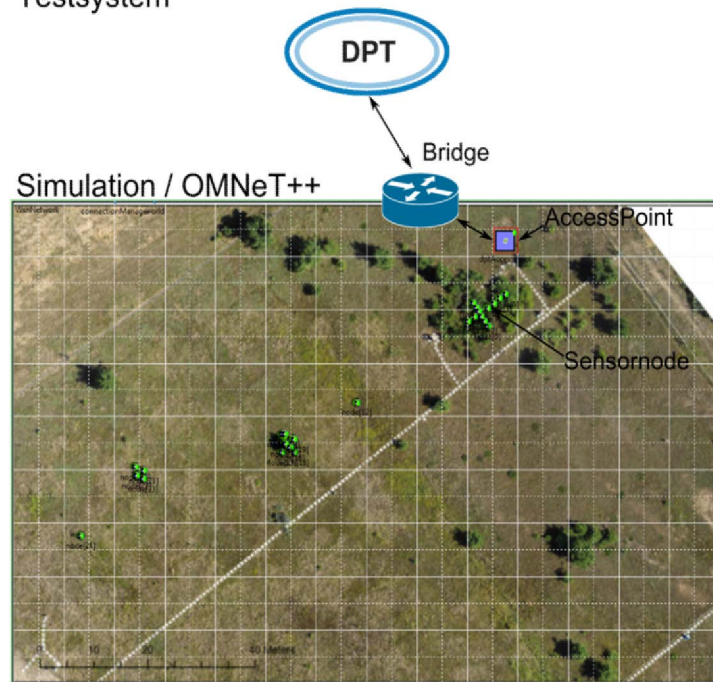 Testsystem
DPT
Bridge
Simulation / OMNeT++
AccessPoint
Sensornode
0 10 20 40 Meters